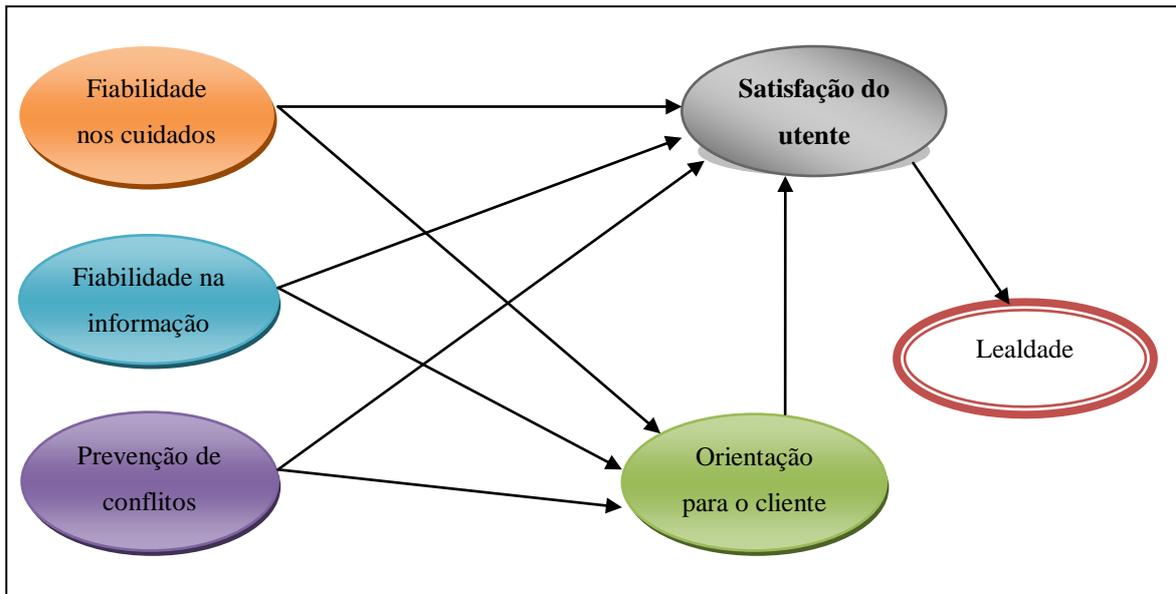 Fiabilidade
nos cuidados
Satisfação do
utente
Fiabilidade na
informação
Lealdade
Prevenção de
conflitos
Orientação
para o cliente